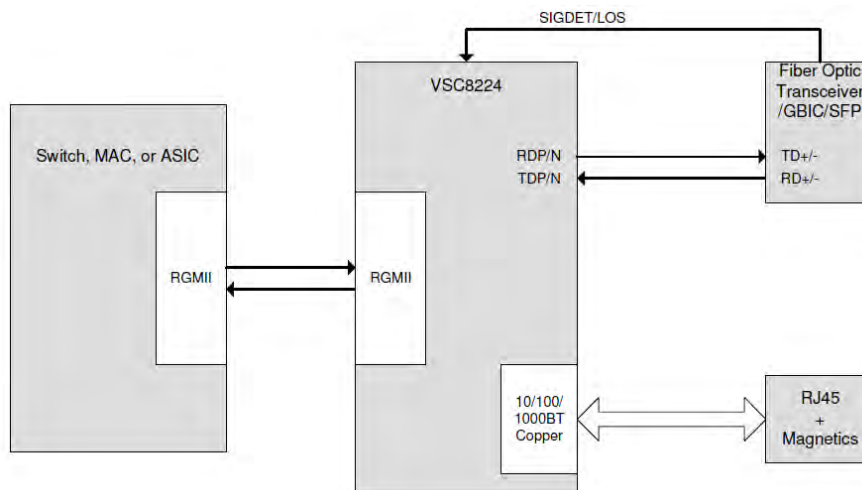 SIGDET/LOS
Switch, MAC, or ASIC
RGMII
VSC8224
RDP/N
TDP/N
RGMII
10/100/
1000BT
Copper
Fiber Optic
Transceiver
/GBIC/SFP
TD+/-
RD+/-
RJ45
+
Magnetics